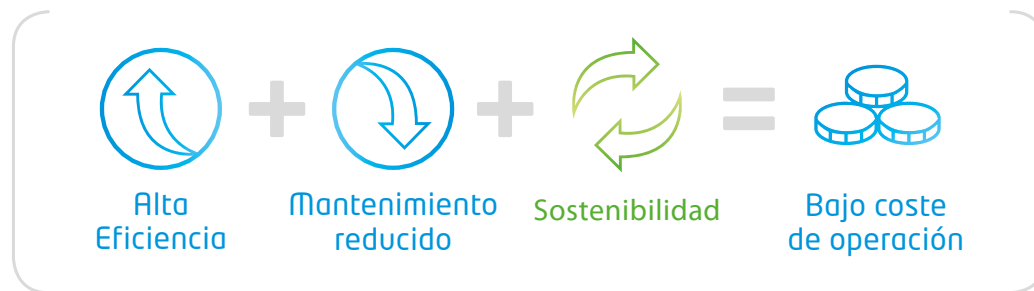 Alta
Eficiencia
+
Mantenimiento
reducido
+
Sostenibilidad
=
Bajo coste
de operación